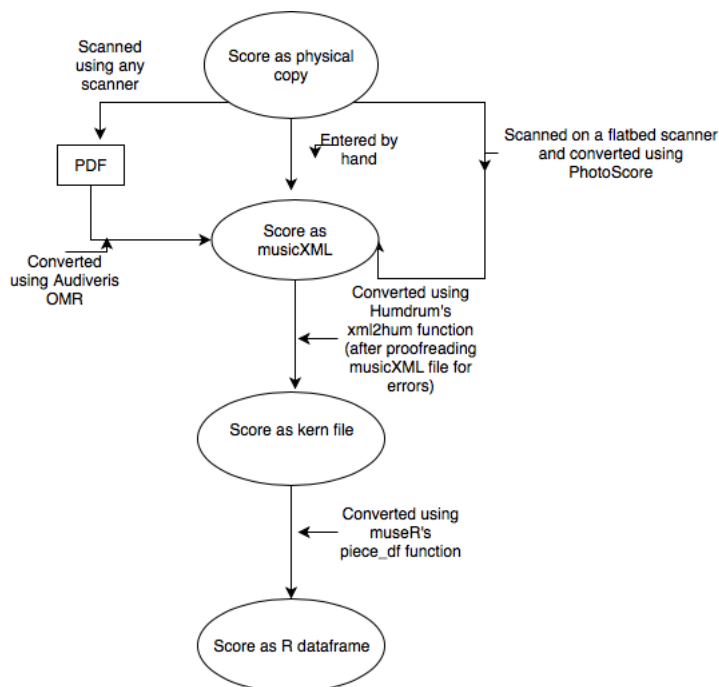 Score as physical
copy
Scanned
using any
scanner
Entered by
hand
Scanned on a flatbed scanner
and converted using
PhotoScore
PDF
Score as
musicXML
Converted
using Audiveris
OMR
Converted using
Humdrum's
xml2hum function
(after proofreading
musicXML file for
errors)
Score as kern file
Converted using
museR's
piece_df function
Score as R dataframe